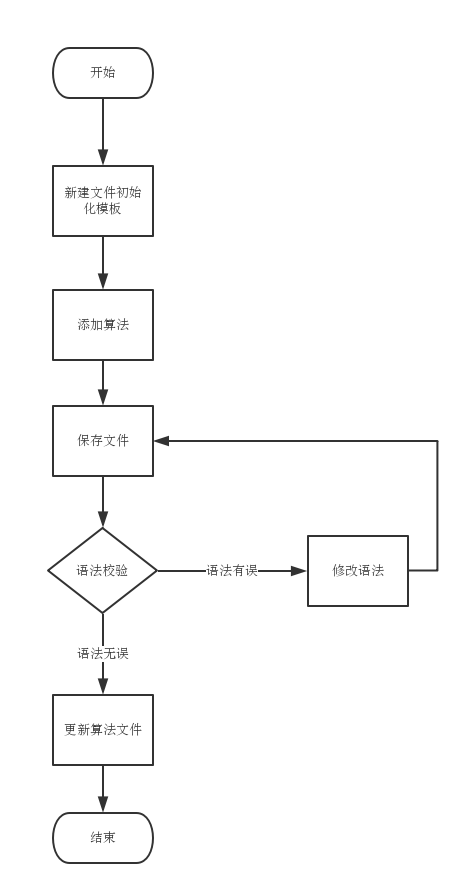 开始
新建文件初始
化模板
添加算法
保存文件
语法校验
语法有误
修改语法
语法无误
更新算法文件
结束